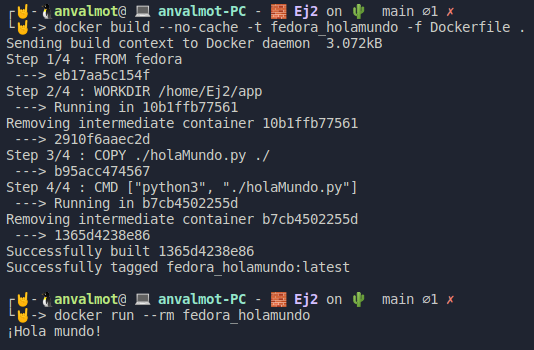 ┌🤘-🐧anvalmot@ 💻 anvalmot-PC - 🧱 Ej2 on 🌵  main ∅1 ✗
└🤘-> docker build --no-cache -t fedora_holamundo -f Dockerfile .
Sending build context to Docker daemon  3.072kB
Step 1/4 : FROM fedora
 ---> eb17aa5c154f
Step 2/4 : WORKDIR /home/Ej2/app
 ---> Running in 10b1ffb77561
Removing intermediate container 10b1ffb77561
 ---> 2910f6aaec2d
Step 3/4 : COPY ./holaMundo.py ./
 ---> b95acc474567
Step 4/4 : CMD ["python3", "./holaMundo.py"]
 ---> Running in b7cb4502255d
Removing intermediate container b7cb4502255d
 ---> 1365d4238e86
Successfully built 1365d4238e86
Successfully tagged fedora_holamundo:latest
┌🤘-🐧anvalmot@ 💻 anvalmot-PC - 🧱 Ej2 on 🌵  main ∅1 ✗
└🤘-> docker run --rm fedora_holamundo
¡Hola mundo!